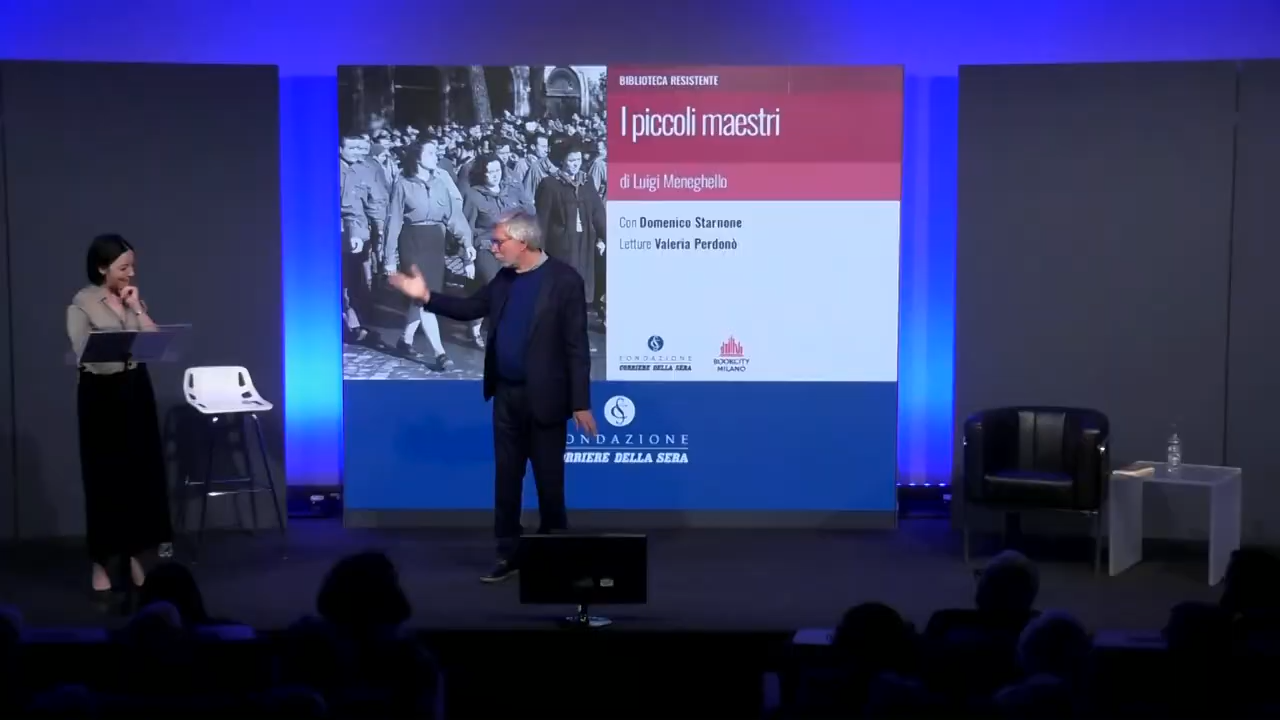 BIBLIOTECA RESISTENTE
I piccoli maestri
di Luigi Meneghello
Con Domenico Starnone
Letture Valeria Perdonò
FONDAZIONE
CORRIERE DELLA SERA
BOOKCITY
MILANO
ONDAZIONE
ORRIERE DELLA SERA